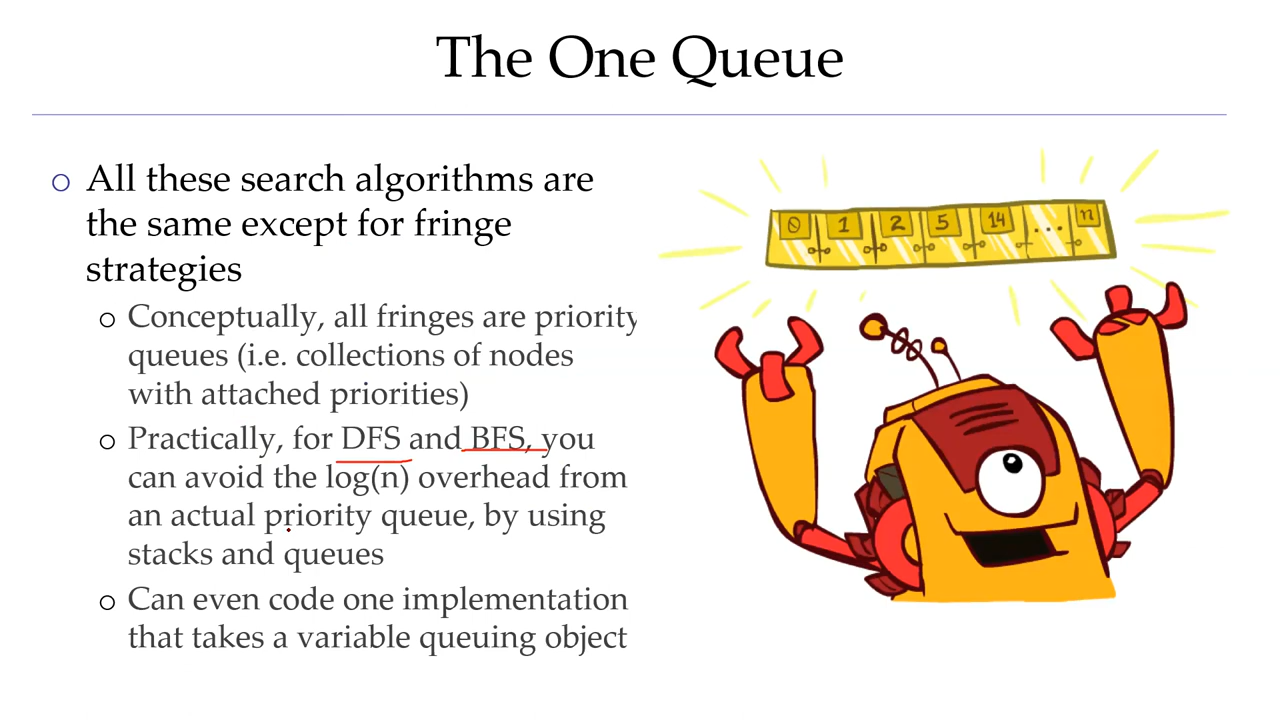 The One Queue
All these search algorithms are
the same except for fringe
strategies
Conceptually, all fringes are priority
queues (i.e. collections of nodes
with attached priorities)
Practically, for DFS and BFS, you
can avoid the log(n) overhead from
an actual priority queue, by using
stacks and queues
Can even code one implementation
that takes a variable queuing object
0 1 2 5 14 ... n